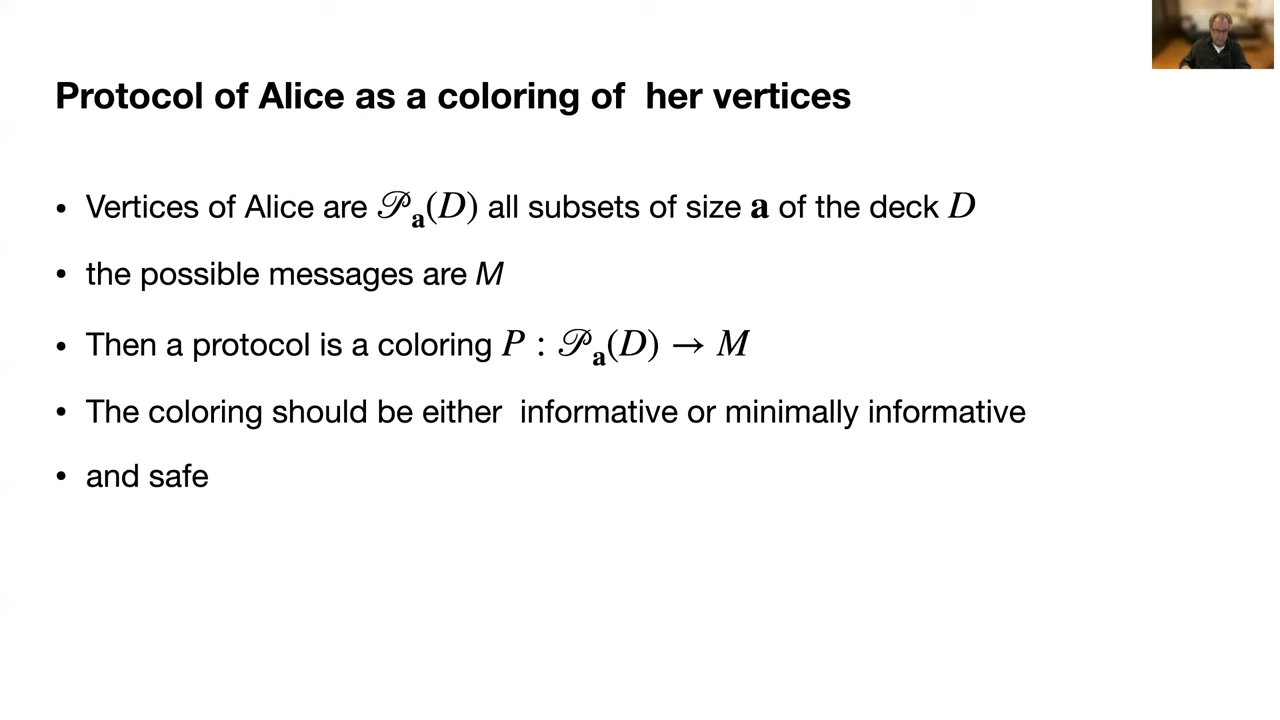 Protocol of Alice as a coloring of her vertices
• Vertices of Alice are 𝒫ₐ(D) all subsets of size a of the deck D
• the possible messages are M
• Then a protocol is a coloring P : 𝒫ₐ(D) → M
• The coloring should be either informative or minimally informative
• and safe